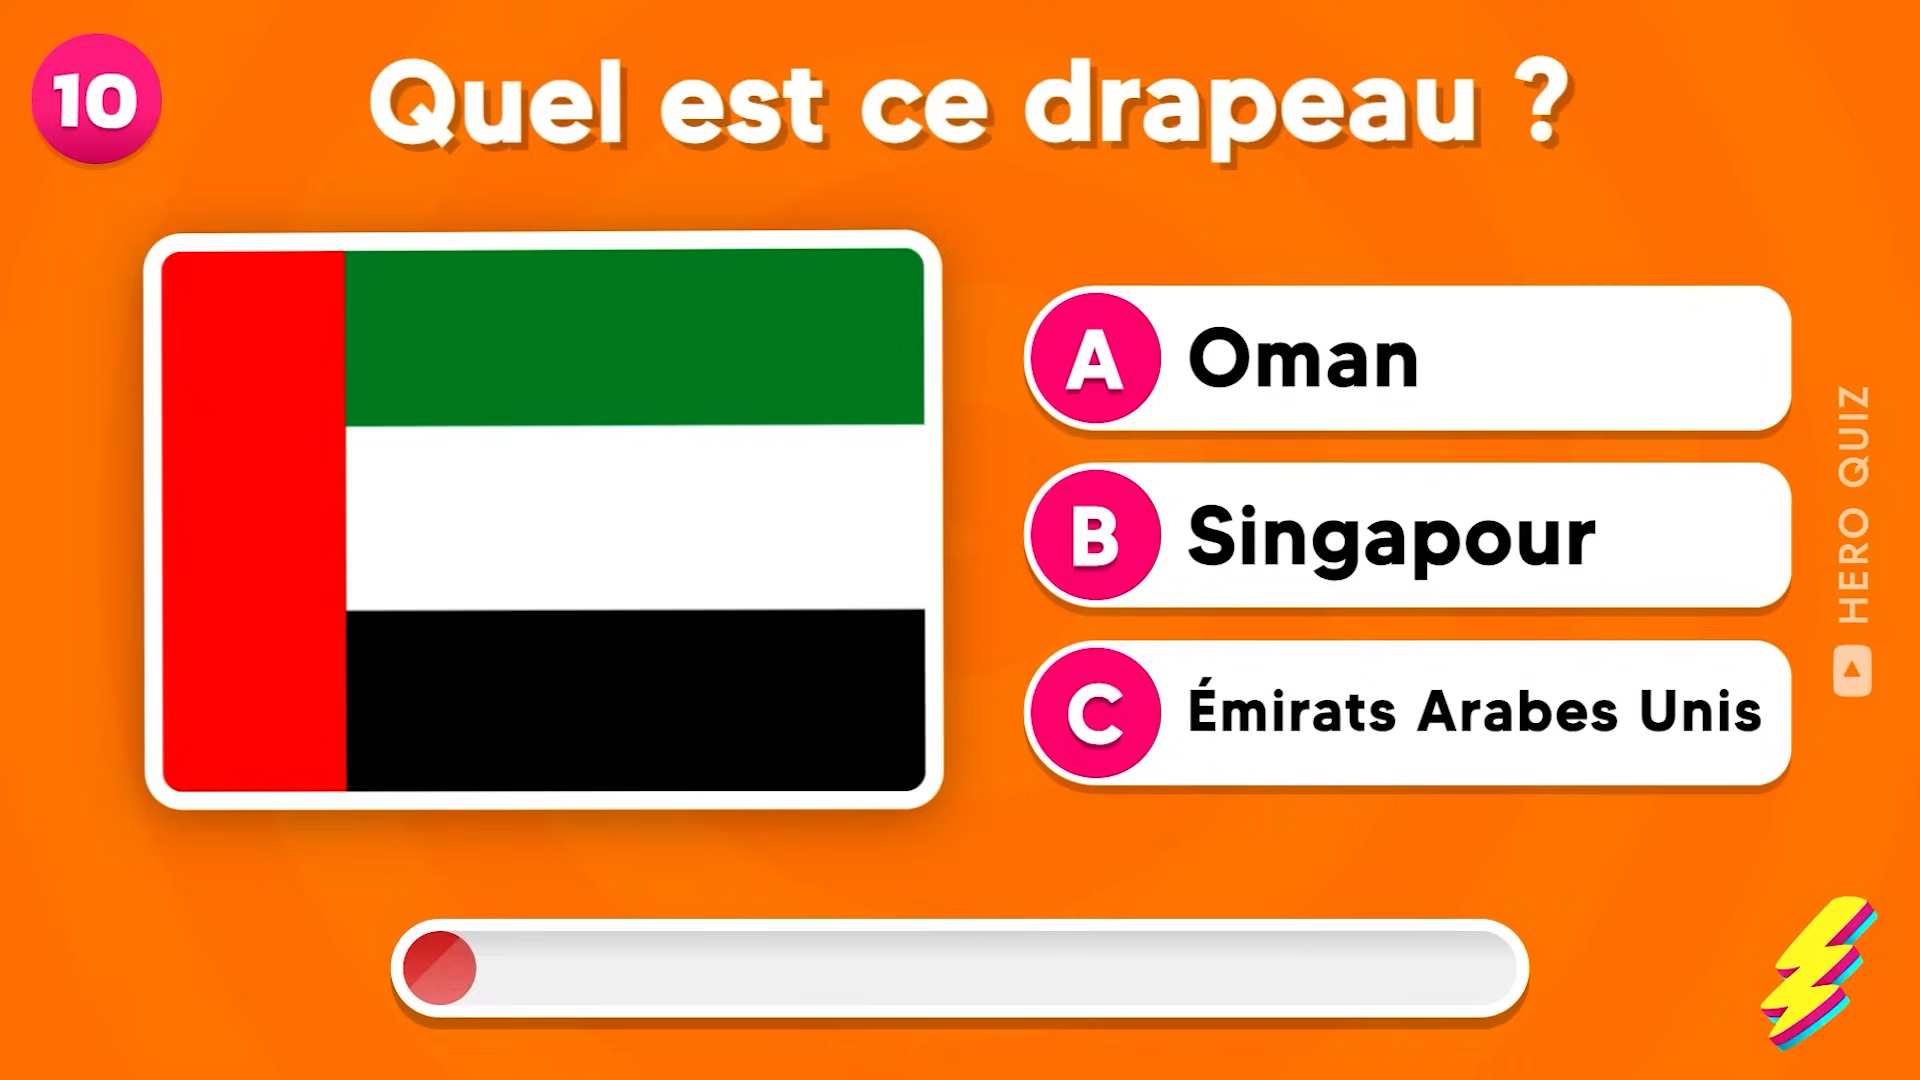 10
Quel est ce drapeau ?
A Oman
B Singapour
C Émirats Arabes Unis
HERO QUIZ